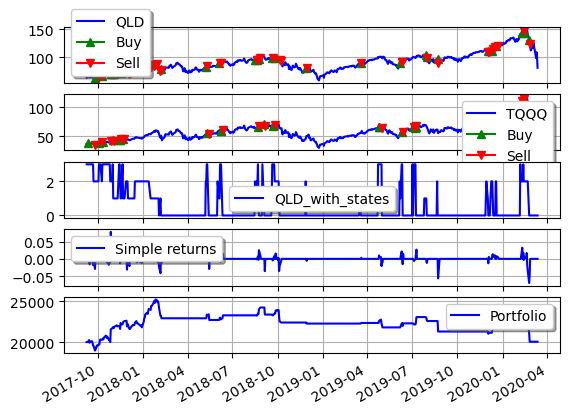 QLD
Buy
Sell
150
100
TQQQ
Buy
Sell
100
50
QLD_with_states
2
0
Simple returns
0.05
0.00
−0.05
Portfolio
25000
20000
2017-10
2018-01
2018-04
2018-07
2018-10
2019-01
2019-04
2019-07
2019-10
2020-01
2020-04